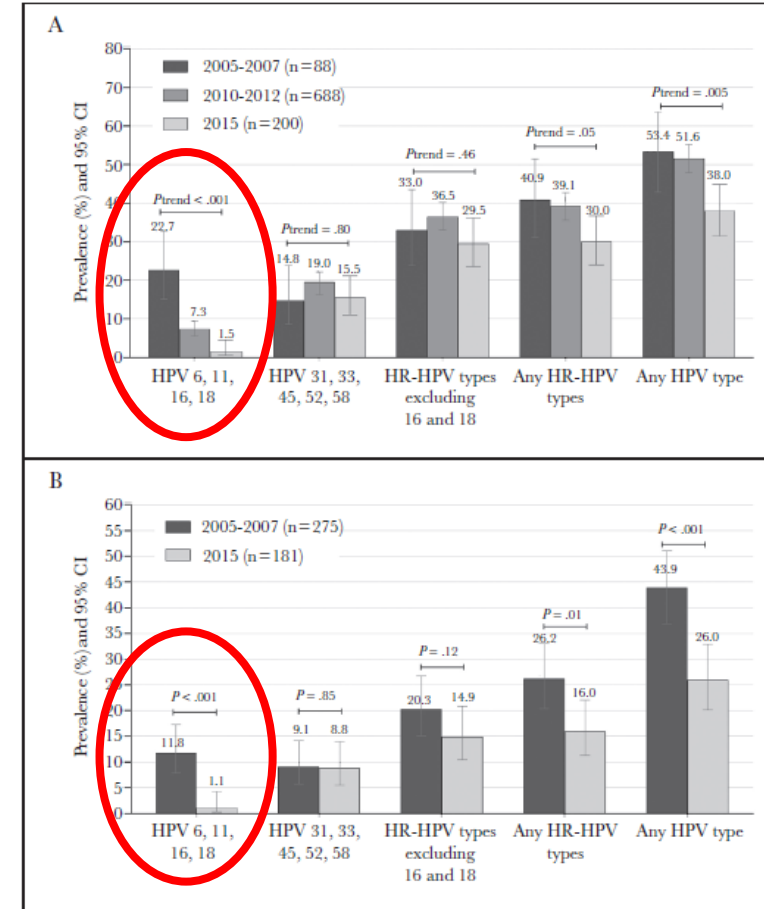 A
Prevalence (%) and 95% CI
80
70
60
50
40
30
20
10
0
2005-2007 (n=88)
2010-2012 (n=688)
2015 (n=200)
Ptrend < .001
22.7
7.3
1.5
Ptrend = .80
14.8
19.0
15.5
Ptrend = .46
33.0
36.5
29.5
Ptrend = .05
40.9
39.1
30.0
Ptrend = .005
53.4
51.6
38.0
HPV 6, 11,
16, 18
HPV 31, 33,
45, 52, 58
HR-HPV types
excluding
16 and 18
Any HR-HPV
types
Any HPV type
B
Prevalence (%) and 95% CI
60
55
50
45
40
35
30
25
20
15
10
5
0
2005-2007 (n=275)
2015 (n=181)
P < .001
11.8
1.1
P = .85
9.1
8.8
P = .12
20.3
14.9
P = .01
26.2
16.0
P < .001
43.9
26.0
HPV 6, 11,
16, 18
HPV 31, 33,
45, 52, 58
HR-HPV types
excluding
16 and 18
Any HR-HPV
types
Any HPV type